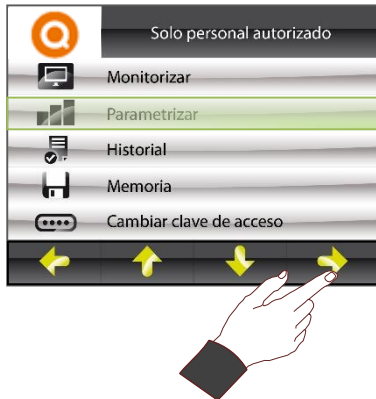 Solo personal autorizado
Monitorizar
Parametrizar
Historial
Memoria
Cambiar clave de acceso